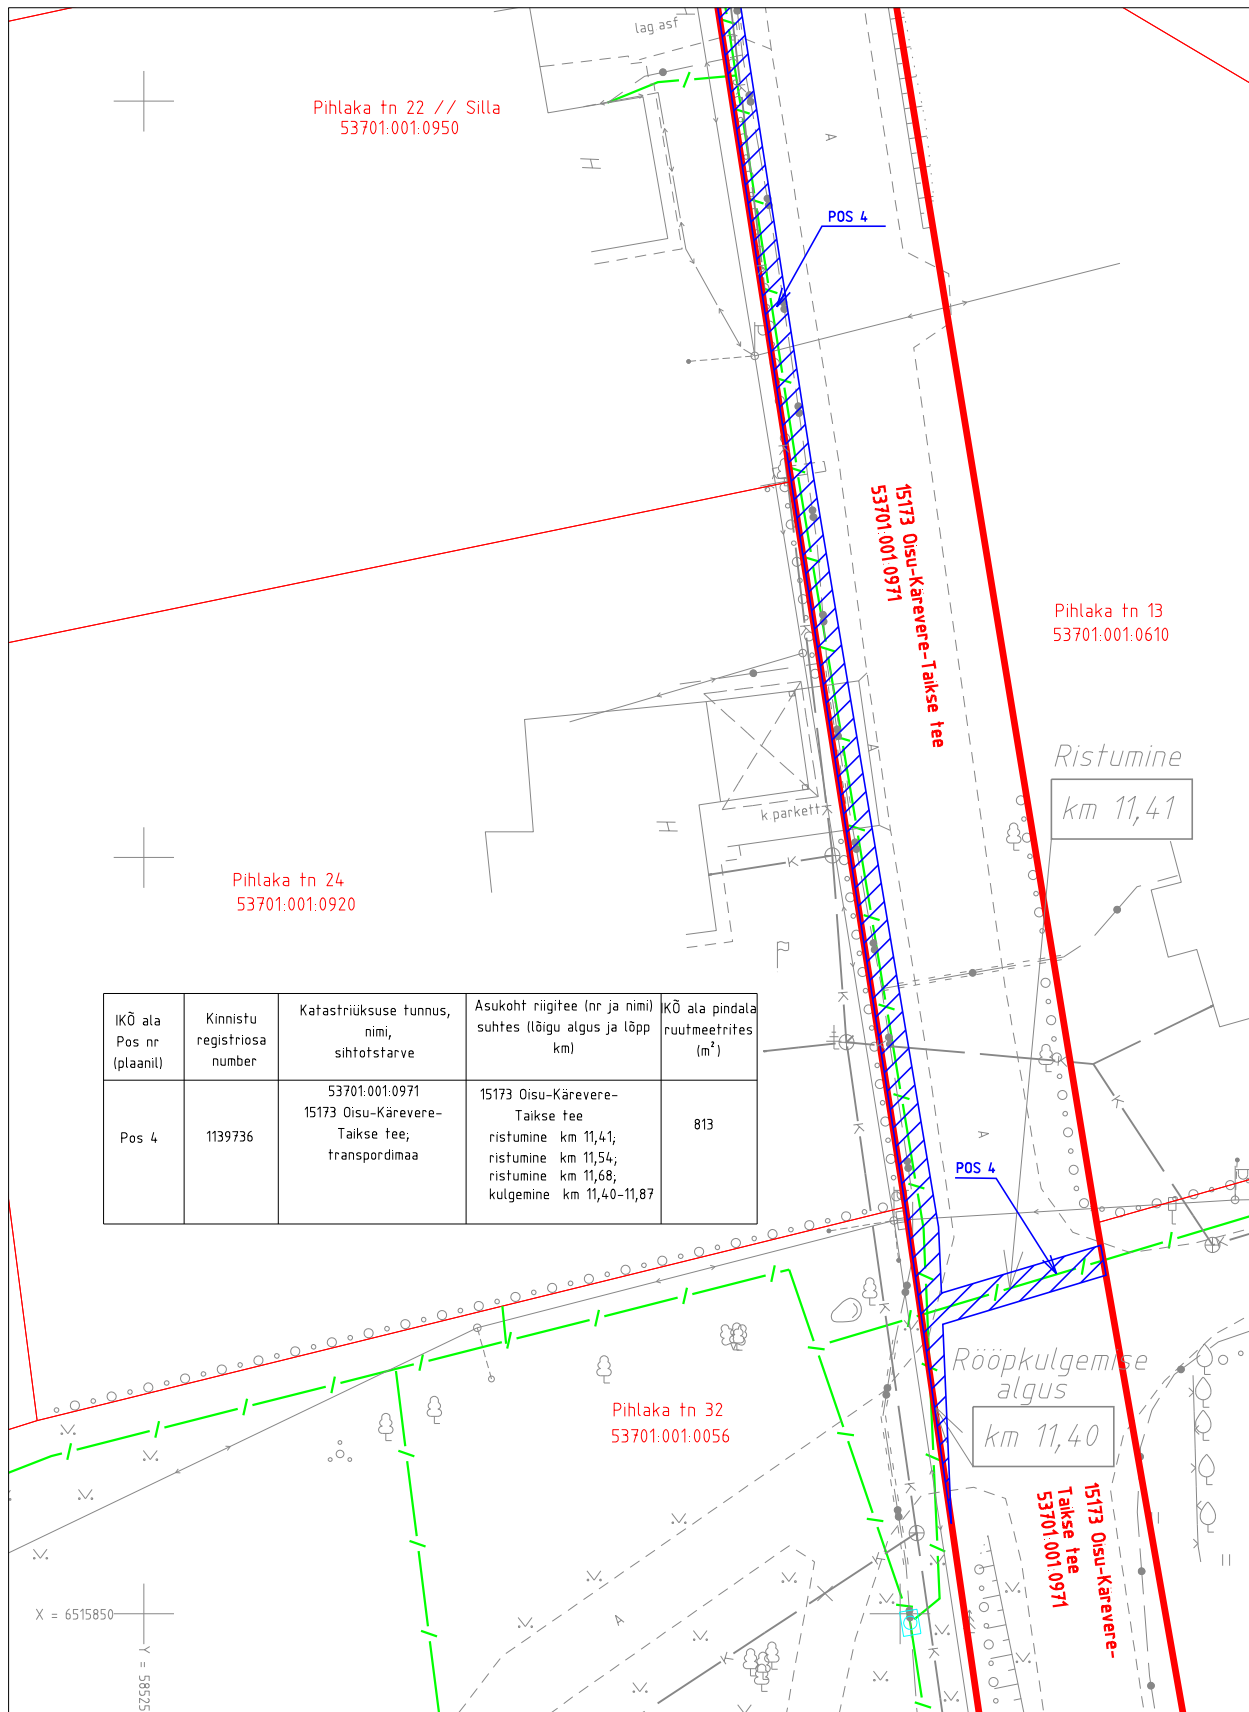 lag asf
Pihlaka tn 22 // Silla
53701:001:0950
H
A
POS 4
15173 Oisu-Kärevere-Taikse tee
53701:001:0971
Pihlaka tn 13
53701:001:0610
Ristumine
km 11,41
A
k.parkett
H
K
Pihlaka tn 24
53701:001:0920
IKÕ ala
Pos nr
(plaanil)
Kinnistu
registriosa
number
Katastriüksuse tunnus,
nimi,
sihtotstarve
Asukoht riigitee (nr ja nimi)
suhtes (lõigu algus ja lõpp
km)
IKÕ ala pindala
ruutmeetrites
(m²)
Pos 4
1139736
53701:001:0971
15173 Oisu-Kärevere-
Taikse tee;
transpordimaa
15173 Oisu-Kärevere-
Taikse tee
ristumine km 11,41;
ristumine km 11,54;
ristumine km 11,68;
kulgemine km 11,40-11,87
813
K
K
K
K
A
POS 4
K
K
Rööpkulgemise
algus
km 11,40
Pihlaka tn 32
53701:001:0056
K
K
15173 Oisu-Kärevere-
Taikse tee
53701:001:0971
A
K
K
X = 6515850
Y = 58525